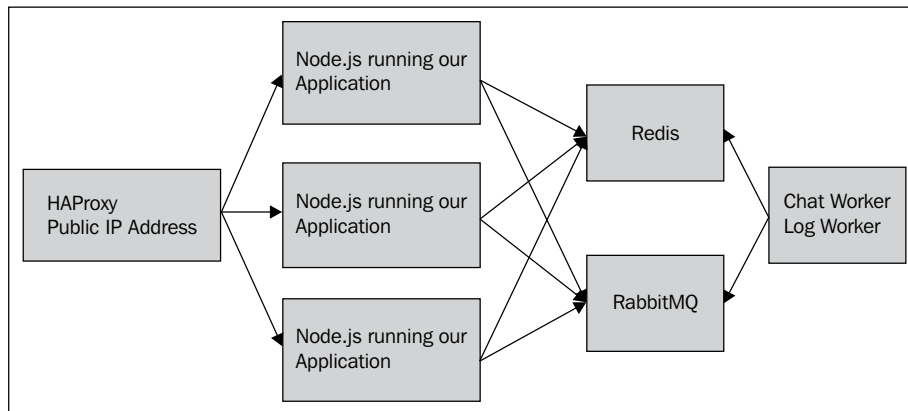 HAProxy
Public IP Address
Node.js running our
Application
Node.js running our
Application
Node.js running our
Application
Redis
RabbitMQ
Chat Worker
Log Worker